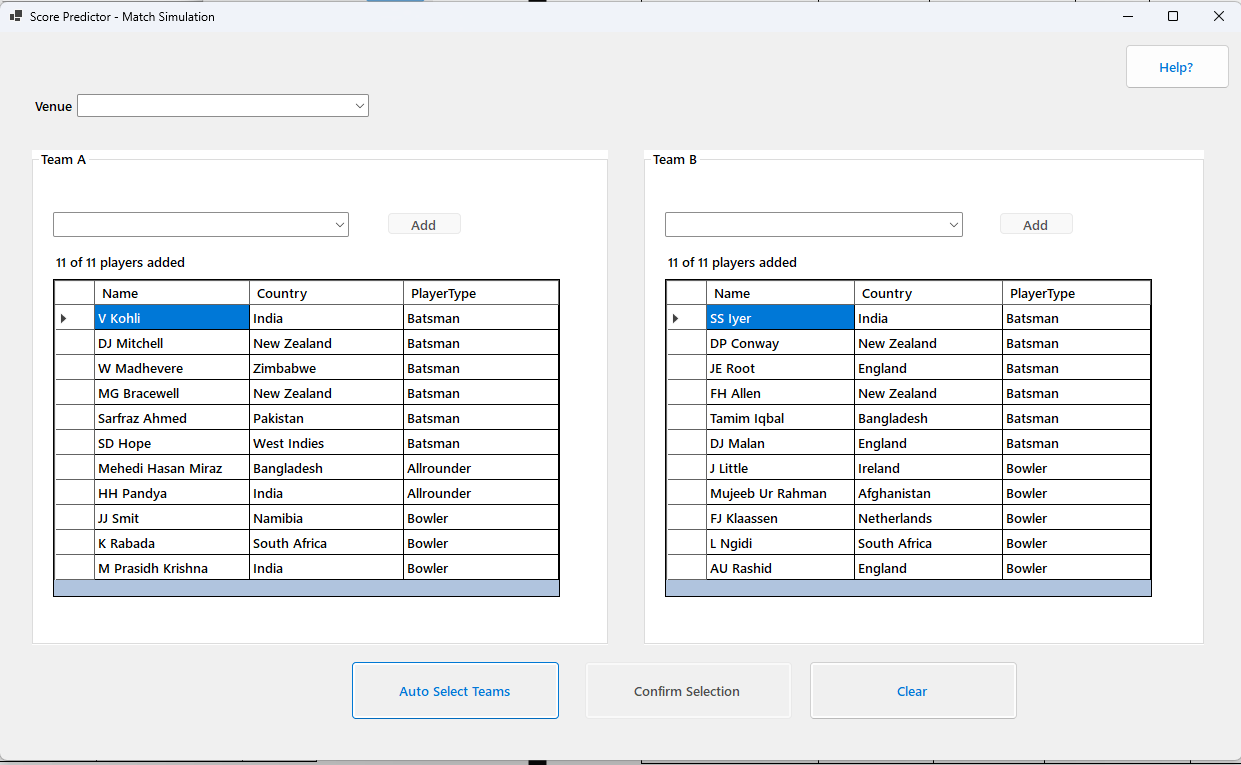 Score Predictor - Match Simulation
Help?
Venue
Team A
Add
11 of 11 players added
Name Country PlayerType
V Kohli India Batsman
DJ Mitchell New Zealand Batsman
W Madhevere Zimbabwe Batsman
MG Bracewell New Zealand Batsman
Sarfraz Ahmed Pakistan Batsman
SD Hope West Indies Batsman
Mehedi Hasan Miraz Bangladesh Allrounder
HH Pandya India Allrounder
JJ Smit Namibia Bowler
K Rabada South Africa Bowler
M Prasidh Krishna India Bowler
Team B
Add
11 of 11 players added
Name Country PlayerType
SS Iyer India Batsman
DP Conway New Zealand Batsman
JE Root England Batsman
FH Allen New Zealand Batsman
Tamim Iqbal Bangladesh Batsman
DJ Malan England Batsman
J Little Ireland Bowler
Mujeeb Ur Rahman Afghanistan Bowler
FJ Klaassen Netherlands Bowler
L Ngidi South Africa Bowler
AU Rashid England Bowler
Auto Select Teams
Confirm Selection
Clear